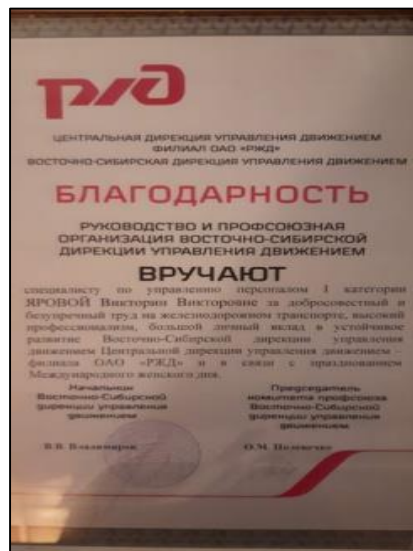 ржд
ЦЕНТРАЛЬНАЯ ДИРЕКЦИЯ УПРАВЛЕНИЯ ДВИЖЕНИЕМ
ФИЛИАЛ ОАО «РЖД»
ВОСТОЧНО-СИБИРСКАЯ ДИРЕКЦИЯ УПРАВЛЕНИЯ ДВИЖЕНИЕМ
БЛАГОДАРНОСТЬ
РУКОВОДСТВО И ПРОФСОЮЗНАЯ
ОРГАНИЗАЦИЯ ВОСТОЧНО-СИБИРСКОЙ
ДИРЕКЦИИ УПРАВЛЕНИЯ ДВИЖЕНИЕМ
ВРУЧАЮТ
специалисту по управлению персоналом I категории
ЯРОВОЙ Виктории Викторовне за добросовестный и
безупречный труд на железнодорожном транспорте, высокий
профессионализм, большой личный вклад в устойчивое
развитие Восточно-Сибирской дирекции управления
движением Центральной дирекции управления движением –
филиала ОАО «РЖД» и в связи с празднованием
Международного женского дня.
Начальник
Восточно-Сибирской
дирекции управления
движением
Председатель
комитета профсоюза
Восточно-Сибирской
дирекции управления
движением
В.В. Владимиров
О.М.